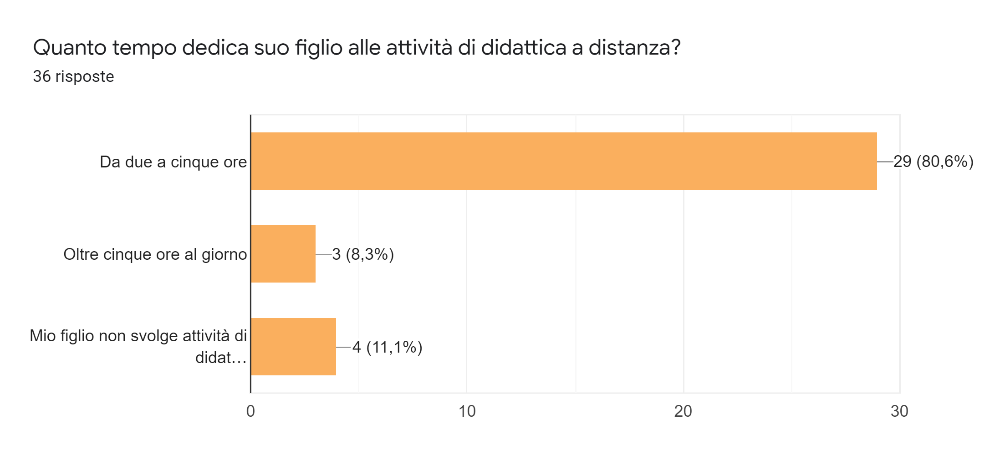 Quanto tempo dedica suo figlio alle attività di didattica a distanza?
36 risposte
Da due a cinque ore
29 (80,6%)
Oltre cinque ore al giorno
3 (8,3%)
Mio figlio non svolge attività di
didat…
4 (11,1%)
0 10 20 30